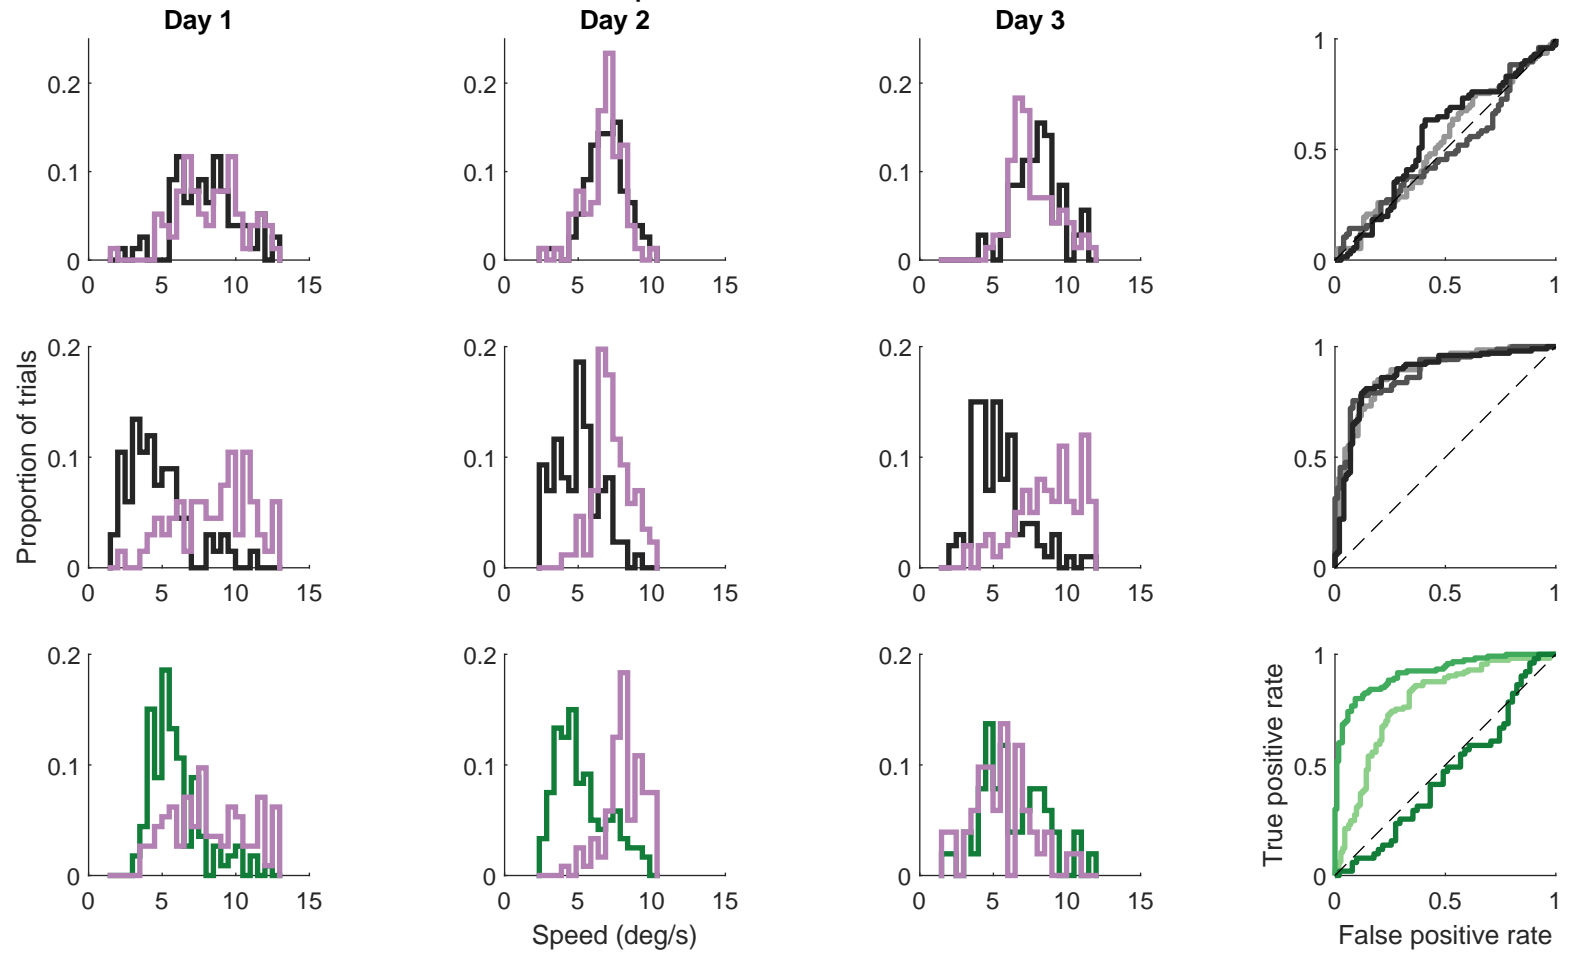 Day 1 Day 2 Day 3
0.2 0.2 0.2 1
0.1 0.1 0.1 0.5
0 0 0 0
0 5 10 15 0 5 10 15 0 5 10 15 0 0.5 1
Proportion of trials
0.2 0.2 0.2 1
0.1 0.1 0.1 0.5
0 0 0 0
0 5 10 15 0 5 10 15 0 5 10 15 0 0.5 1
0.2 0.2 0.2 1
0.1 0.1 0.1 0.5
0 0 0 0
True positive rate
0 5 10 15 0 5 10 15 0 5 10 15 0 0.5 1
Speed (deg/s) False positive rate